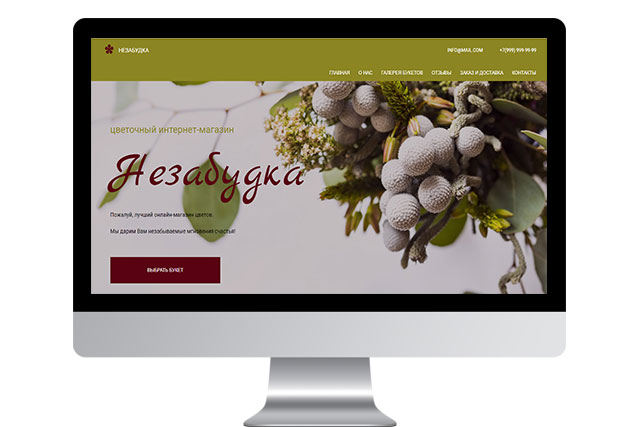 НЕЗАБУДКА
INFO@MAIL.COM +7(999) 999-99-99
ГЛАВНАЯ О НАС ГАЛЕРЕЯ БУКЕТОВ ОТЗЫВЫ ЗАКАЗ И ДОСТАВКА КОНТАКТЫ
цветочный интернет-магазин
Незабудка
Пожалуй, лучший онлайн-магазин цветов.
Мы дарим Вам незабываемые мгновения счастья!
ВЫБРАТЬ БУКЕТ